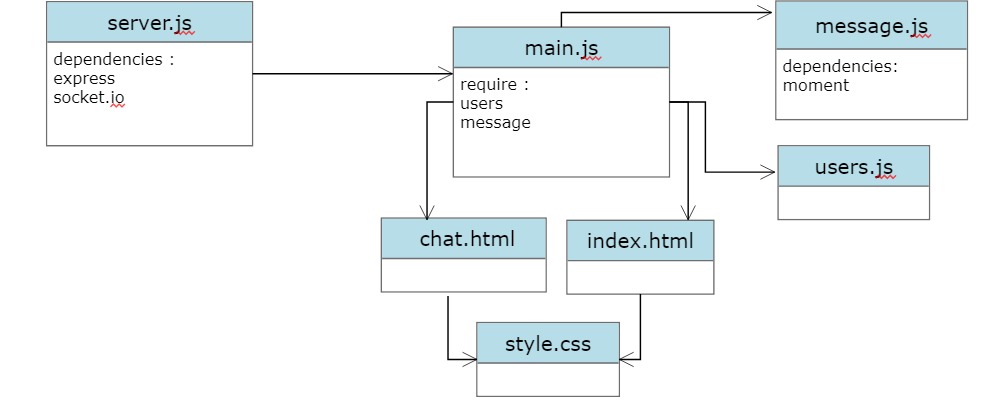 server.js
dependencies :
express
socket.io
main.js
require :
users
message
message.js
dependencies:
moment
users.js
chat.html
index.html
style.css